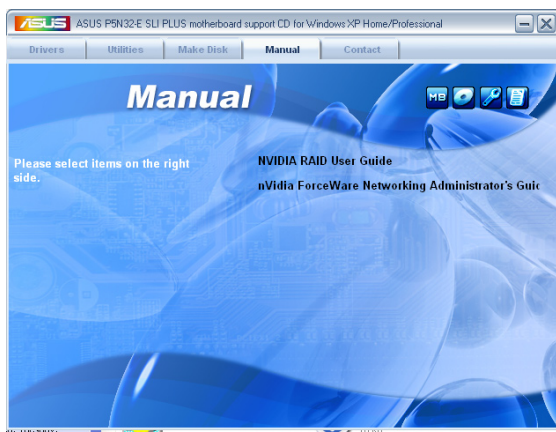 ASUS ASUS P5N32-E SLI PLUS motherboard support CD for Windows XP Home/Professional
Drivers Utilities Make Disk Manual Contact
Manual
MB
Please select items on the right
side.
NVIDIA RAID User Guide
nVidia ForceWare Networking Administrator's Guic